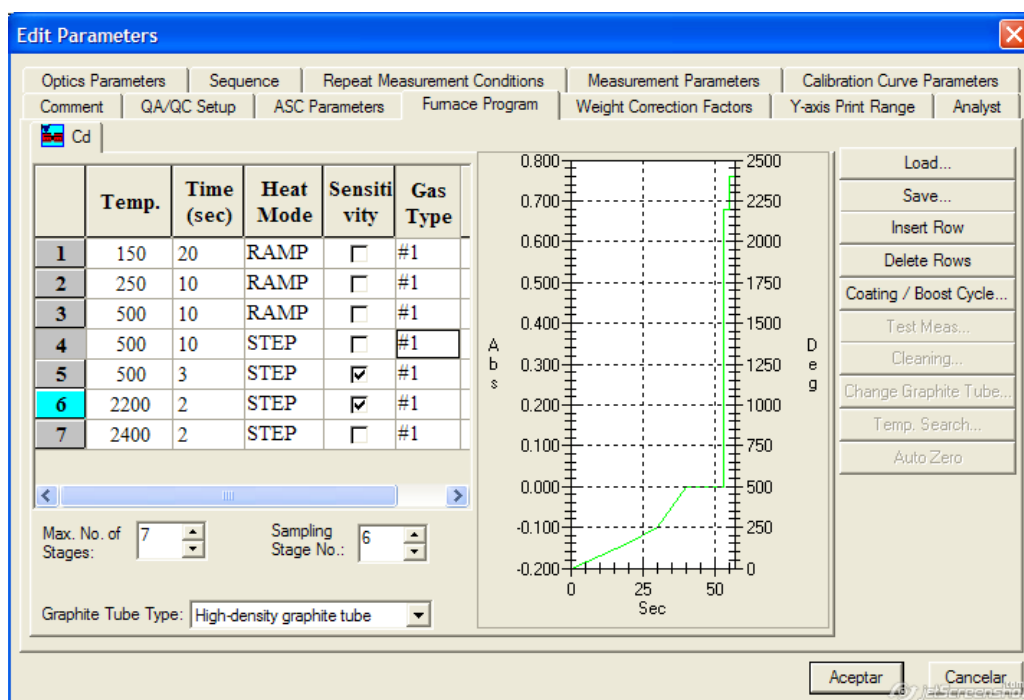 Edit Parameters
Optics Parameters Sequence Repeat Measurement Conditions Measurement Parameters Calibration Curve Parameters
Comment QA/QC Setup ASC Parameters Furnace Program Weight Correction Factors Y-axis Print Range Analyst
Cd
Temp. Time (sec) Heat Mode Sensiti vity Gas Type
1 150 20 RAMP #1
2 250 10 RAMP #1
3 500 10 RAMP #1
4 500 10 STEP #1
5 500 3 STEP #1
6 2200 2 STEP #1
7 2400 2 STEP #1
Max. No. of Stages: 7
Sampling Stage No.: 6
Graphite Tube Type: High-density graphite tube
0.800 2500
0.700 2250
0.600 2000
0.500 1750
0.400 1500
0.300 1250
0.200 1000
0.100 750
0.000 500
-0.100 250
-0.200 0
Abs
Deg
0 25 50
Sec
Load...
Save...
Insert Row
Delete Rows
Coating / Boost Cycle...
Test Meas...
Cleaning...
Change Graphite Tube...
Temp. Search...
Auto Zero
Aceptar Cancelar